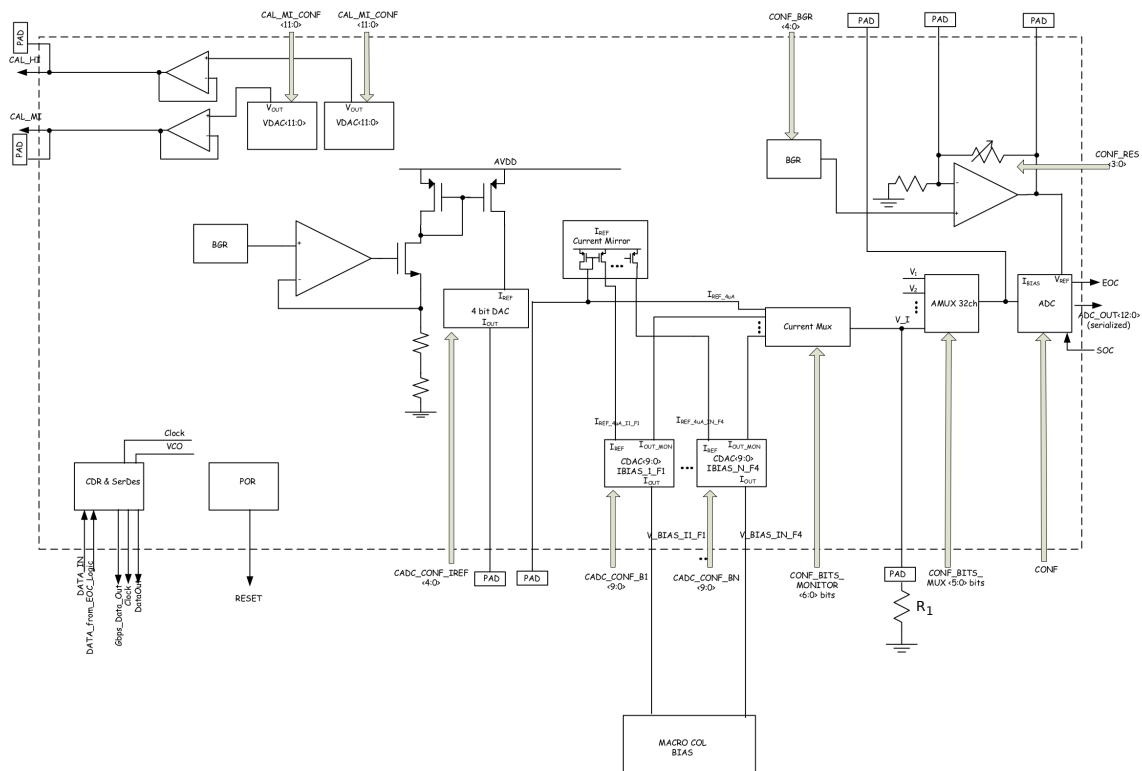 CAL_MI_CONF
<11:0>
CAL_MI_CONF
<11:0>
CONF_BGR
<4:0>
PAD
PAD
PAD
PAD
CAL_HI
CAL_MI
PAD
VOUT
VDAC<11:0>
VOUT
VDAC<11:0>
+
-
+
-
AVDD
BGR
CONF_RES
<3:0>
-
+
BGR
+
-
IREF
Current Mirror
...
IREF
4 bit DAC
IOUT
IREF_4uA
Current Mux
V1
V2
V_I
AMUX 32ch
IBIAS
VREF
ADC
EOC
ADC_OUT<12:0>
(serialized)
SOC
IREF_4uA_I1_F1
IREF_4uA_IN_F4
IREF
IOUT_MON
CDAC<9:0>
IBIAS_1_F1
IOUT
...
IREF
IOUT_MON
CDAC<9:0>
IBIAS_N_F4
IOUT
Clock
VCO
CDR & SerDes
POR
V_BIAS_I1_F1
V_BIAS_IN_F4
DATA_IN
DATA_from_EOC_Logic
Gbps_Data_Out
Clock
DataOut
RESET
CADC_CONF_IREF
<4:0>
PAD
PAD
CADC_CONF_B1
<9:0>
...
CADC_CONF_BN
<9:0>
CONF_BITS_
MONITOR
<6:0> bits
PAD
R1
CONF_BITS_
MUX <5:0> bits
CONF
MACRO COL
BIAS